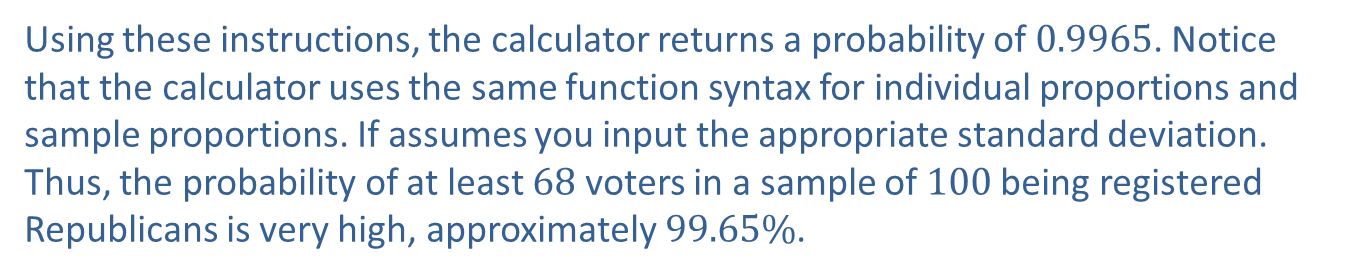 Using these instructions, the calculator returns a probability of 0.9965. Notice
that the calculator uses the same function syntax for individual proportions and
sample proportions. If assumes you input the appropriate standard deviation.
Thus, the probability of at least 68 voters in a sample of 100 being registered
Republicans is very high, approximately 99.65%.